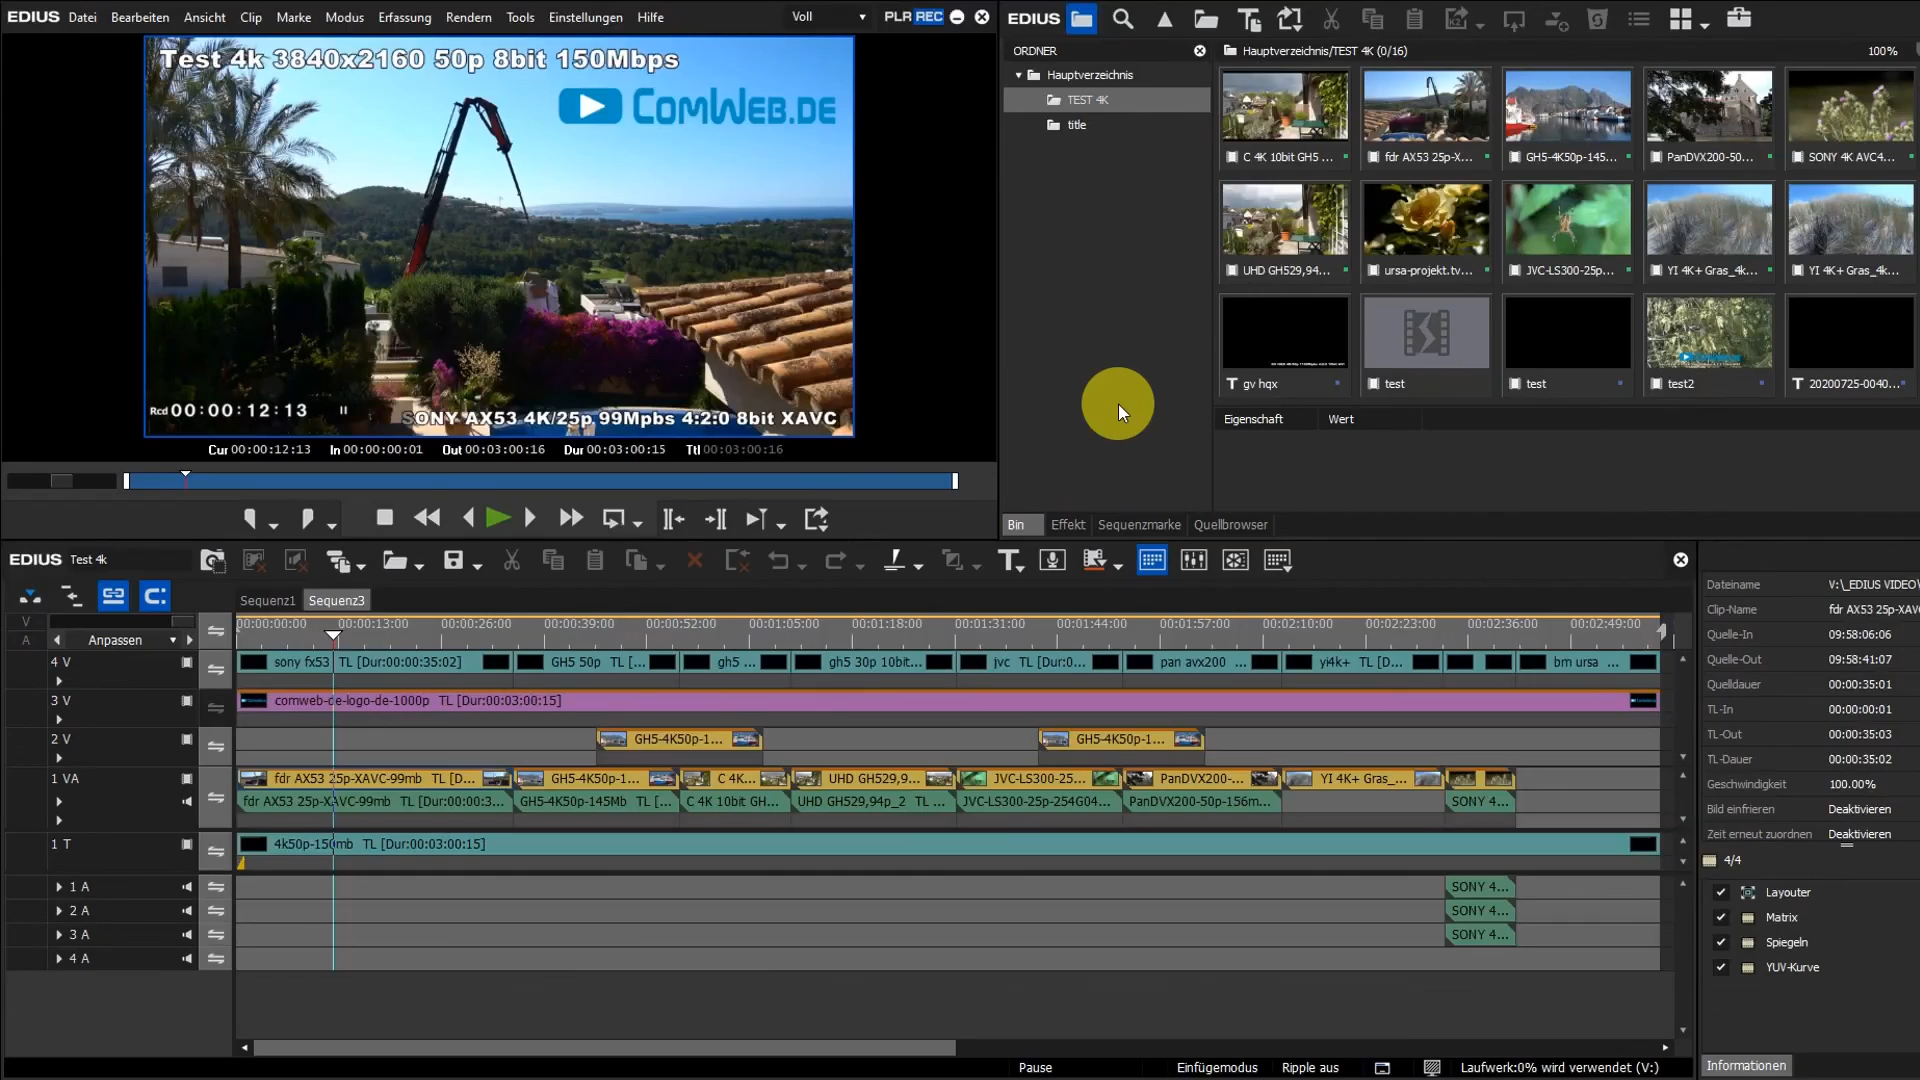 EDIUS Datei Bearbeiten Ansicht Clip Marke Modus Erfassung Rendern Tools Einstellungen Hilfe Voll PLR REC
Test 4k 3840x2160 50p 8bit 150Mbps
COMWEB.DE
Rcd 00:00:12:13 II
SONY AX53 4K/25p 99Mpbs 4:2:0 8bit XAVC
Cur 00:00:12:13 In 00:00:00:01 Out 00:03:00:16 Dur 00:03:00:15 Ttl 00:03:00:16
EDIUS
ORDNER
Hauptverzeichnis
TEST 4K
title
Hauptverzeichnis/TEST 4K (0/16) 100%
C 4K 10bit GH5 ... fdr AX53 25p-X... GH5-4K50p-145... PanDVX200-50... SONY 4K AVC4...
UHD GH529,94... ursa-projekt.tv... JVC-LS300-25p... YI 4K+ Gras_4k... YI 4K+ Gras_4k...
gv hqx test test test2 20200725-0040...
Eigenschaft Wert
Bin Effekt Sequenzmarke Quellbrowser
EDIUS Test 4k
Sequenz1 Sequenz3
V
A Anpassen
00:00:00:00 00:00:13:00 00:00:26:00 00:00:39:00 00:00:52:00 00:01:05:00 00:01:18:00 00:01:31:00 00:01:44:00 00:01:57:00 00:02:10:00 00:02:23:00 00:02:36:00 00:02:49:00
4 V sony fx53 TL [Dur:00:00:35:02] GH5 50p TL [... gh5 ... gh5 30p 10bit... jvc TL [Dur:0... pan avx200 ... yi4k+ TL [D... bm ursa ...
3 V comweb-de-logo-de-1000p TL [Dur:00:03:00:15]
2 V GH5-4K50p-1... GH5-4K50p-1...
1 VA fdr AX53 25p-XAVC-99mb TL [D... GH5-4K50p-1... C 4K... UHD GH529,9... JVC-LS300-25... PanDVX200-... YI 4K+ Gras_...
fdr AX53 25p-XAVC-99mb TL [Dur:00:00:3... GH5-4K50p-145Mb TL [... C 4K 10bit GH... UHD GH529,94p_2 TL ... JVC-LS300-25p-254G04... PanDVX200-50p-156m... SONY 4...
1 T 4k50p-150mb TL [Dur:00:03:00:15]
1 A SONY 4...
2 A SONY 4...
3 A SONY 4...
4 A
Dateiname V:\_EDIUS VIDEO\
Clip-Name fdr AX53 25p-XAV
Quelle-In 09:58:06:06
Quelle-Out 09:58:41:07
Quelldauer 00:00:35:01
TL-In 00:00:00:01
TL-Out 00:00:35:03
TL-Dauer 00:00:35:02
Geschwindigkeit 100.00%
Bild einfrieren Deaktivieren
Zeit erneut zuordnen Deaktivieren
4/4
Layouter
Matrix
Spiegeln
YUV-Kurve
Informationen
Pause Einfügemodus Ripple aus Laufwerk:0% wird verwendet (V:)